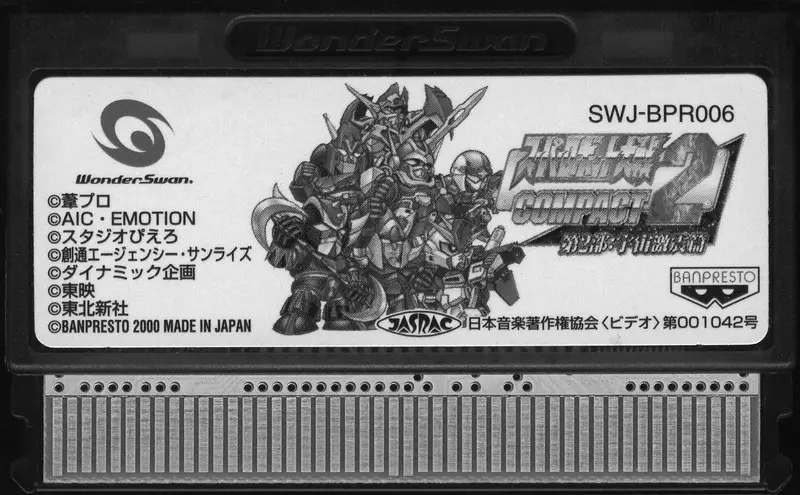 WonderSwan
SWJ-BPR006
WonderSwan.
スーパーロボット大戦
COMPACT 2
第2部:宇宙激震篇
©葦プロ
©AIC・EMOTION
©スタジオぴえろ
©創通エージェンシー・サンライズ
©ダイナミック企画
©東映
©東北新社
©BANPRESTO 2000 MADE IN JAPAN
BANPRESTO
JASRAC 日本音楽著作権協会〈ビデオ〉第001042号